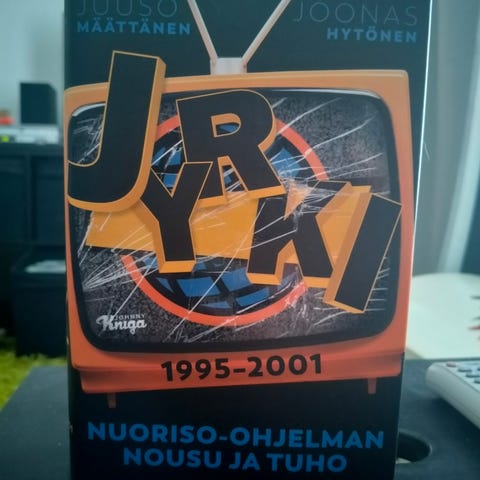 JUUSO
MÄÄTTÄNEN
JOONAS
HYTÖNEN
JYRKI
JOHNNY
Kniga
1995–2001
NUORISO-OHJELMAN
NOUSU JA TUHO